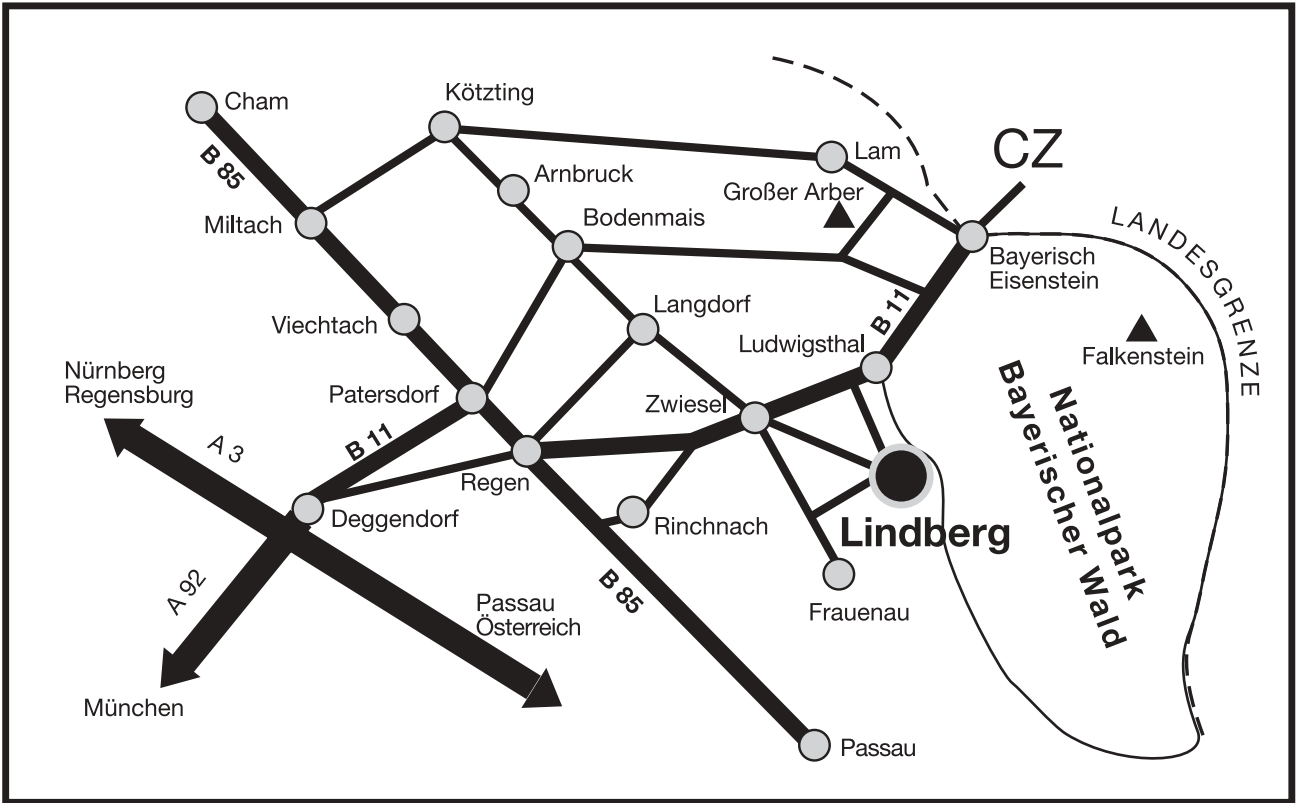 Kötzting
Cham
CZ
B 85
Lam
Arnbruck
Großer Arber
Bodenmais
Miltach
LANDESGRENZE
Bayerisch
Eisenstein
Langdorf
B 11
Viechtach
Ludwigsthal
Falkenstein
Nürnberg
Regensburg
Patersdorf
Zwiesel
Nationalpark
Bayerischer Wald
A 3
B 11
Regen
Deggendorf
Rinchnach
Lindberg
A 92
B 85
Passau
Österreich
Frauenau
München
Passau